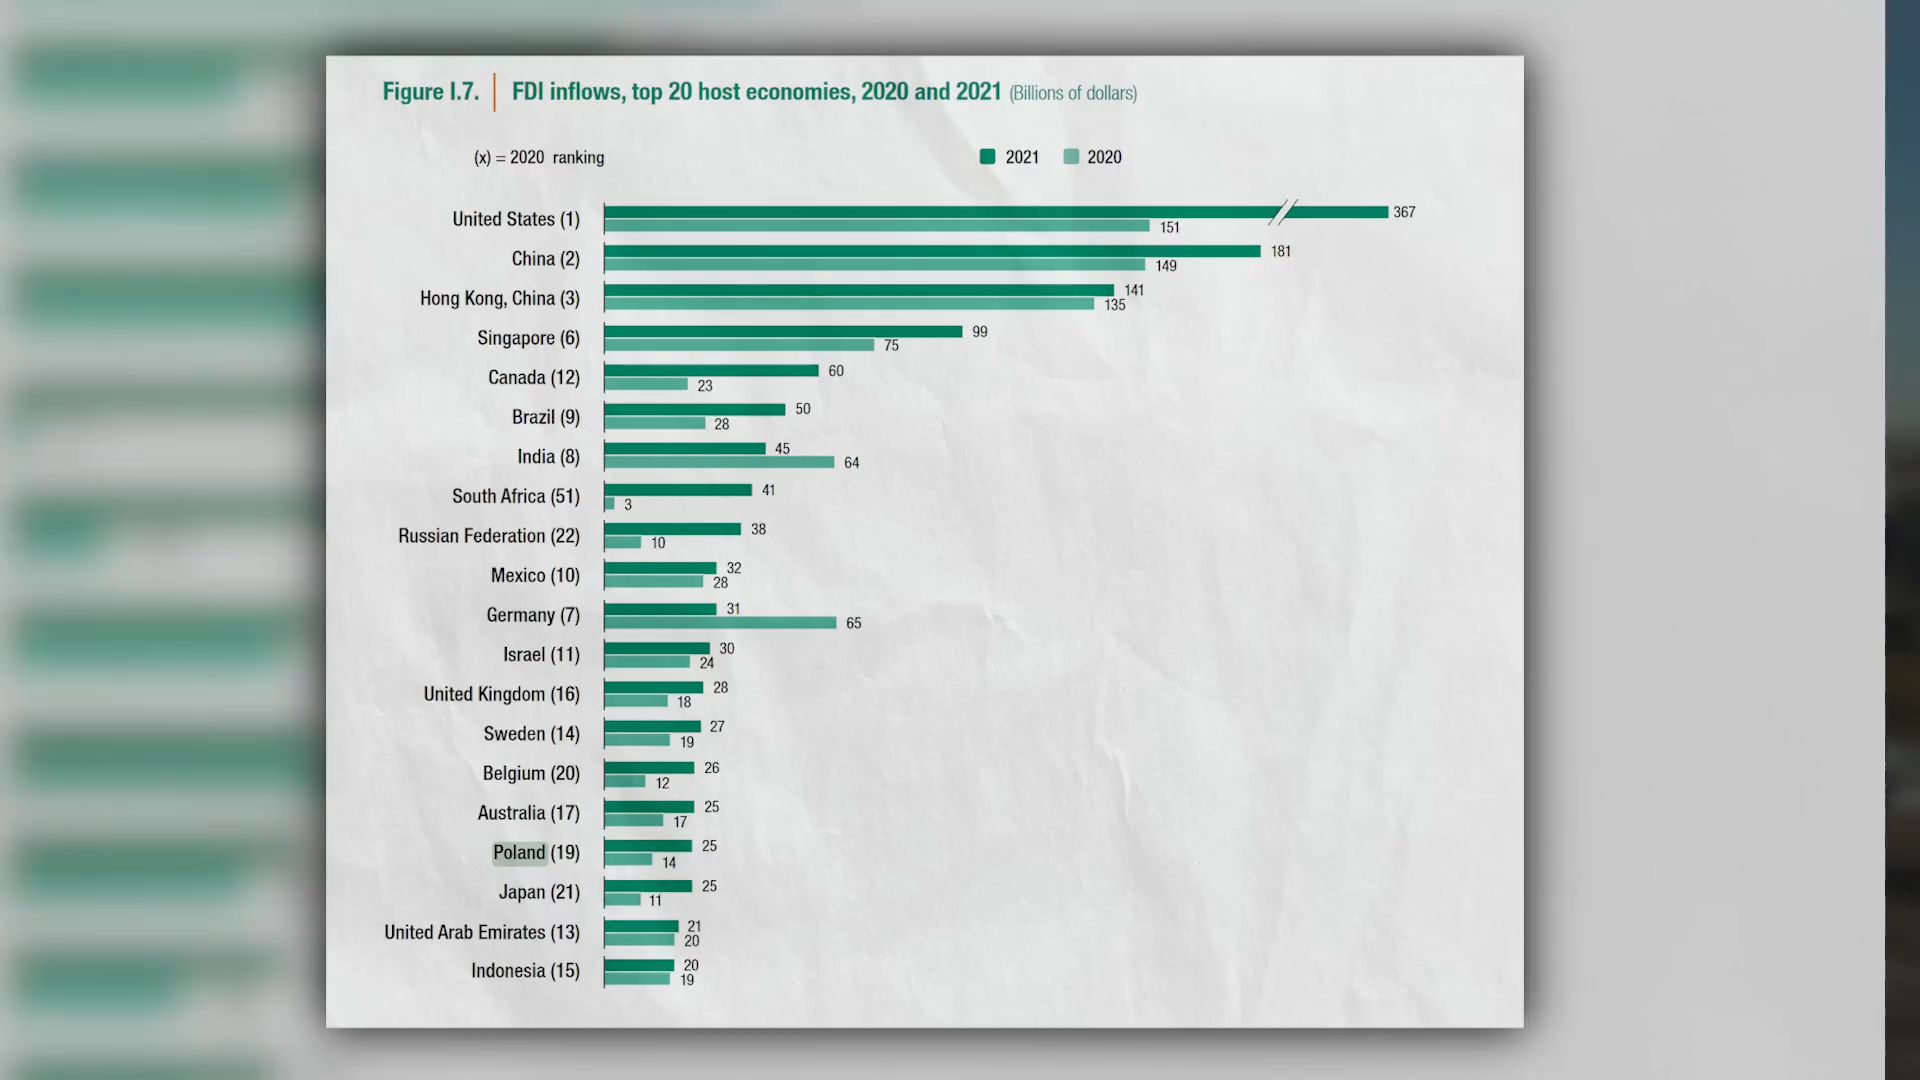 Figure I.7. FDI inflows, top 20 host economies, 2020 and 2021 (Billions of dollars)
(x) = 2020 ranking
2021 2020
United States (1) 367
151
China (2) 181
149
Hong Kong, China (3) 141
135
Singapore (6) 99
75
Canada (12) 60
23
Brazil (9) 50
28
India (8) 45
64
South Africa (51) 41
3
Russian Federation (22) 38
10
Mexico (10) 32
28
Germany (7) 31
65
Israel (11) 30
24
United Kingdom (16) 28
18
Sweden (14) 27
19
Belgium (20) 26
12
Australia (17) 25
17
Poland (19) 25
14
Japan (21) 25
11
United Arab Emirates (13) 21
20
Indonesia (15) 20
19